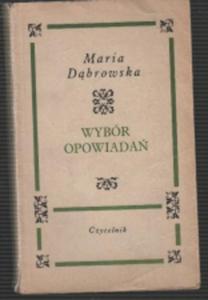 Maria
Dąbrowska
WYBÓR
OPOWIADAŃ
Czytelnik